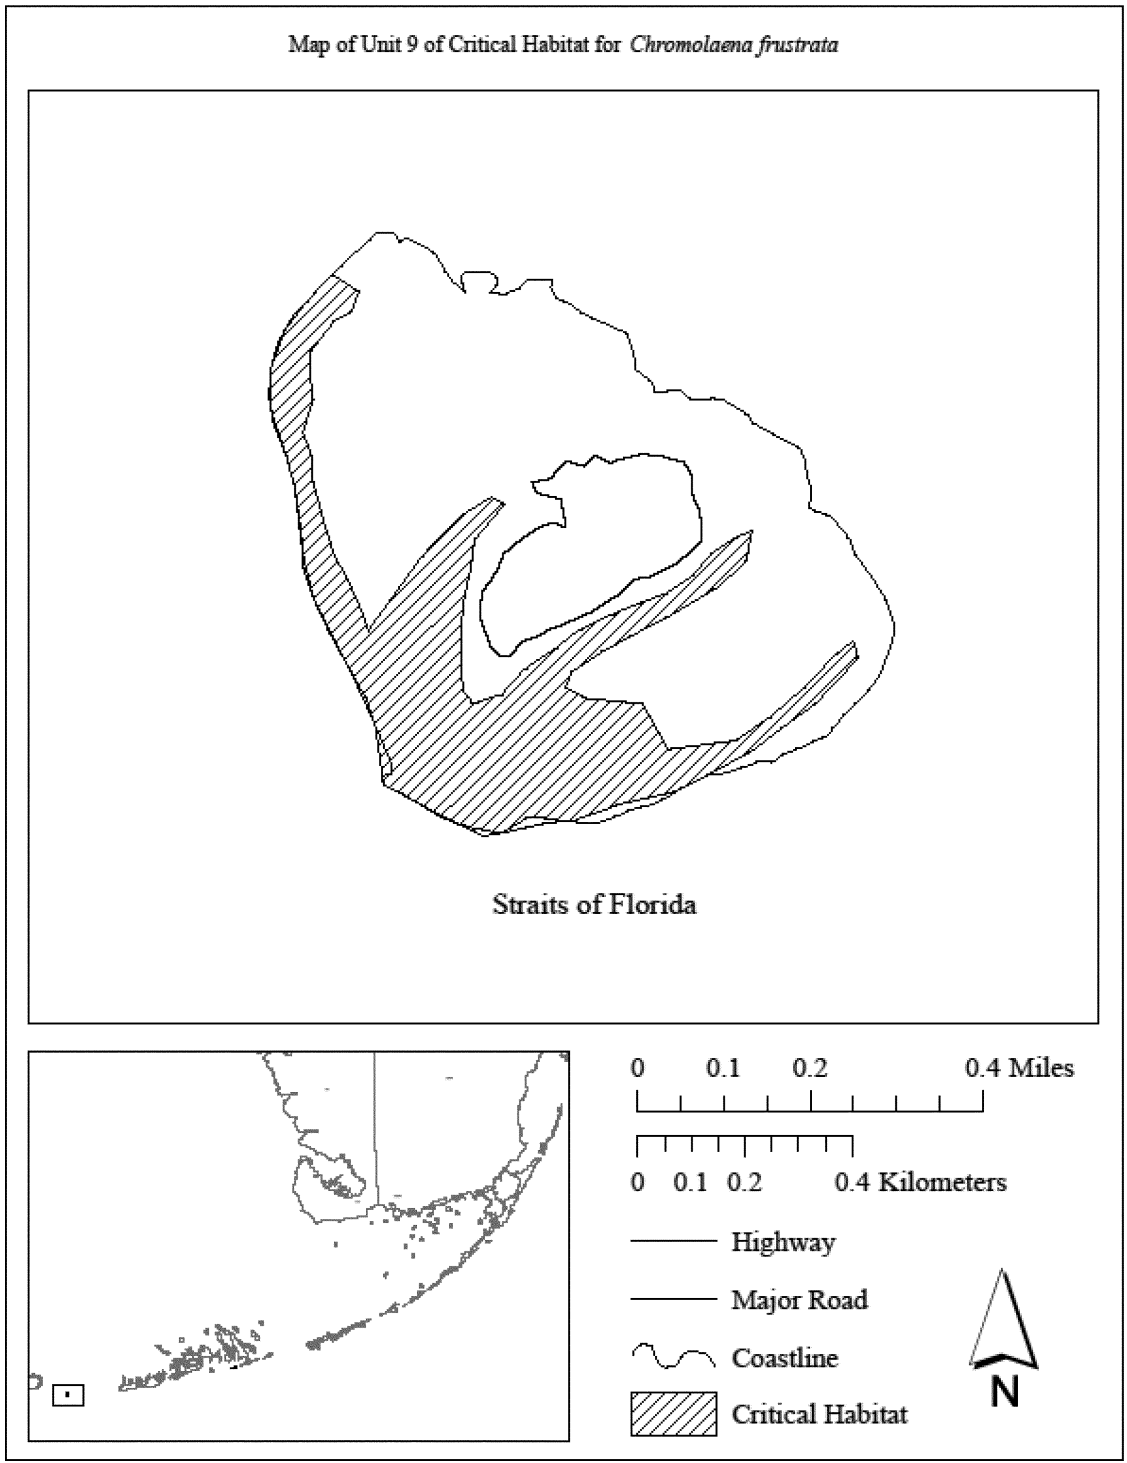 Map of Unit 9 of Critical Habitat for Chromolaena frustrata
Straits of Florida
0 0.1 0.2 0.4 Miles
0 0.1 0.2 0.4 Kilometers
Highway
Major Road
Coastline
Critical Habitat
N